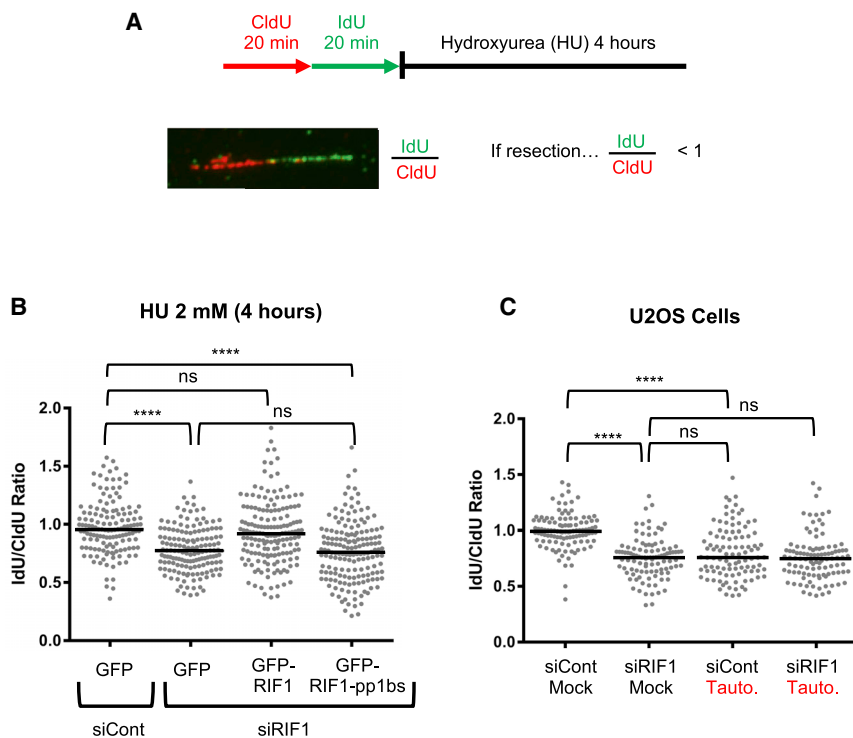 A
CldU
20 min
IdU
20 min
Hydroxyurea (HU) 4 hours
IdU
CldU
If resection... IdU
CldU
< 1
B
HU 2 mM (4 hours)
****
ns
****
ns
IdU/CldU Ratio
2.0
1.5
1.0
0.5
0.0
GFP
GFP
GFP-
RIF1
GFP-
RIF1-pp1bs
siCont
siRIF1
C
U2OS Cells
****
ns
****
ns
IdU/CldU Ratio
2.0
1.5
1.0
0.5
0.0
siCont
Mock
siRIF1
Mock
siCont
Tauto.
siRIF1
Tauto.